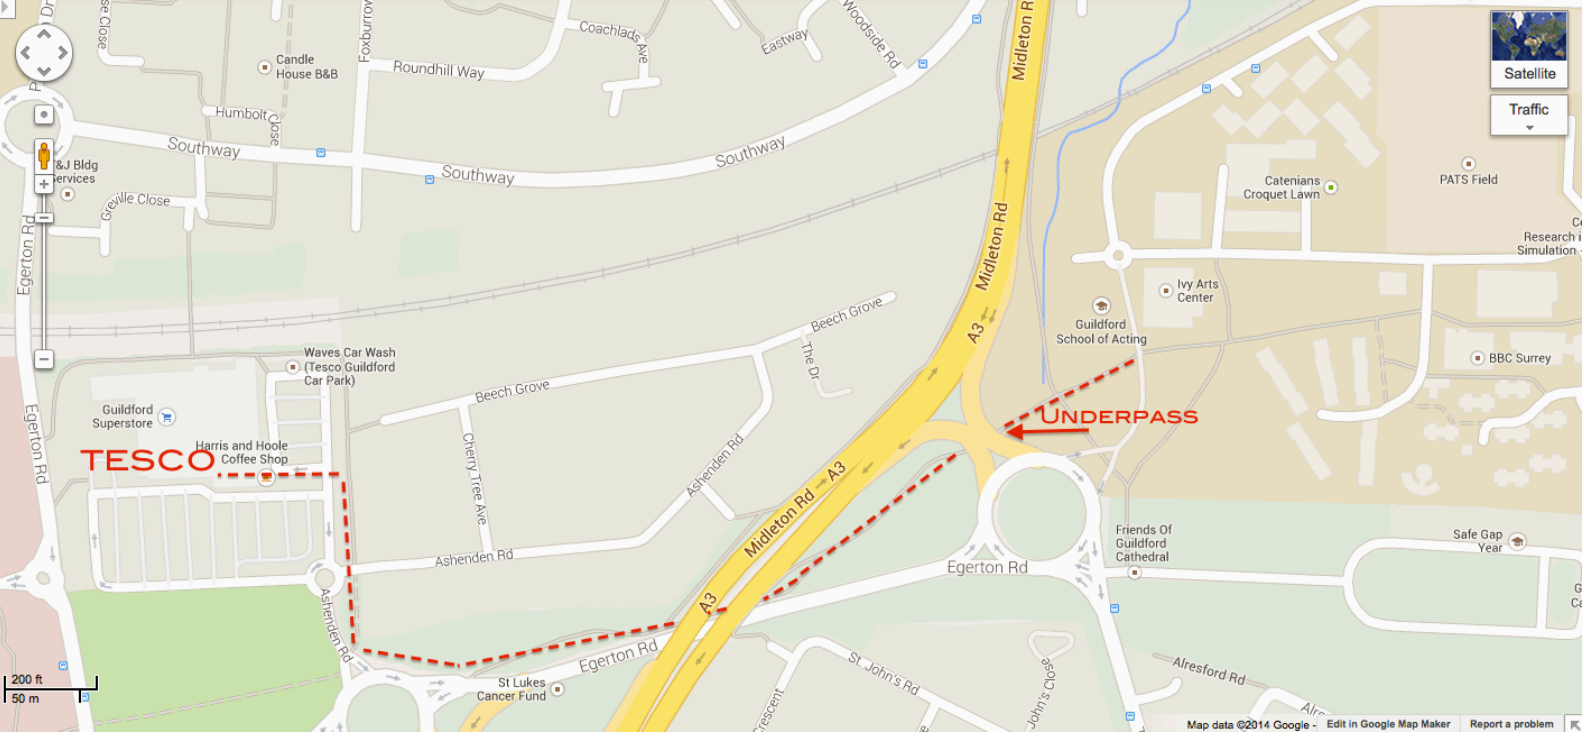 Coachlads Ave
Eastway
Woodside Rd
Midleton R
Foxburrow
Candle
House B&B
Roundhill Way
Satellite
Traffic
Humbolt Close
Southway
Southway
Southway
&J Bldg
ervices
PATS Field
Catenians
Croquet Lawn
Greville Close
Egerton Rd
Midleton Rd
Research i
Simulation
Ivy Arts
Center
Beech Grove
Guildford
School of Acting
A3
Waves Car Wash
(Tesco Guildford
Car Park)
The Dr
BBC Surrey
Beech Grove
Guildford
Superstore
Egerton Rd
UNDERPASS
Harris and Hoole
Coffee Shop
TESCO
Cherry Tree Ave
Ashenden Rd
A3
Midleton Rd
Friends Of
Guildford
Cathedral
Safe Gap
Year
Ashenden Rd
Egerton Rd
A3
Ashenden Rd
Egerton Rd
St. John's Rd
John's Close
Alresford Rd
St Lukes
Cancer Fund
rescent
200 ft
50 m
Map data ©2014 Google -
Edit in Google Map Maker
Report a problem